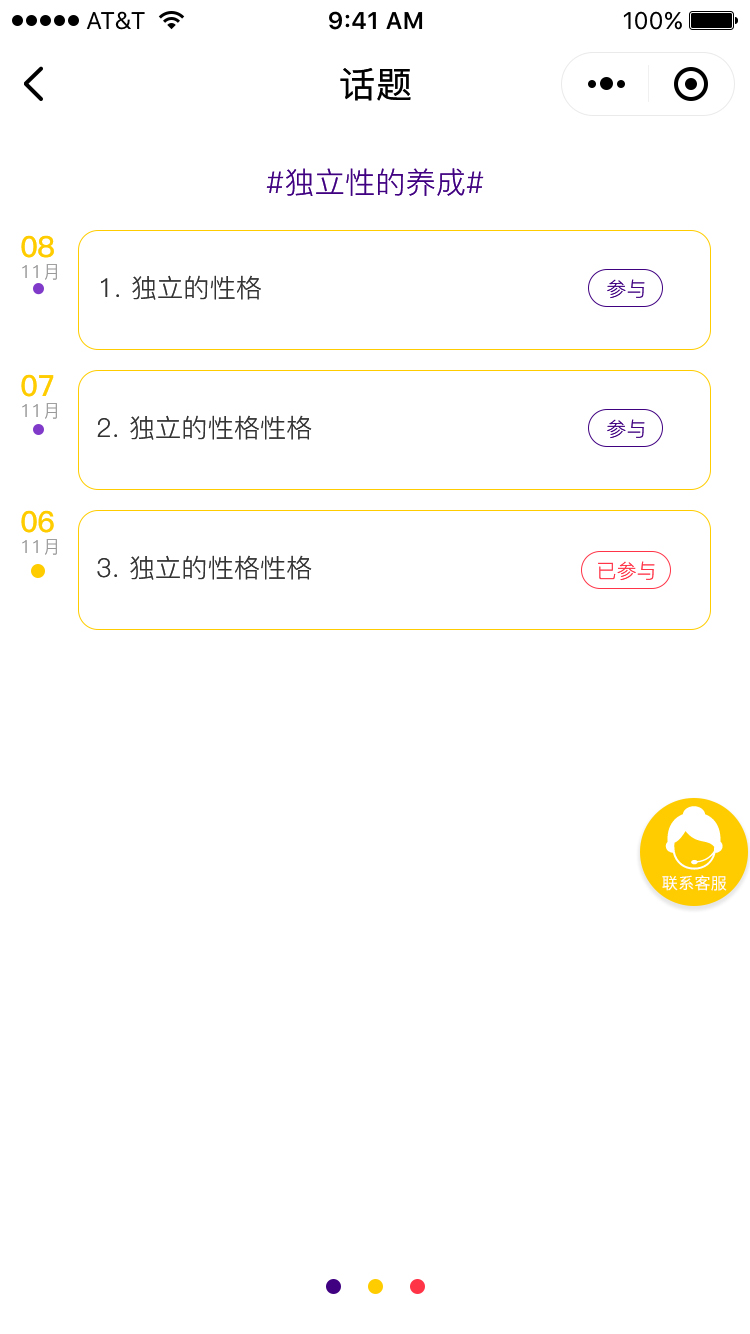 AT&T 9:41 AM 100%
话题
#独立性的养成#
08
11月
1. 独立的性格
参与
07
11月
2. 独立的性格性格
参与
06
11月
3. 独立的性格性格
已参与
联系客服